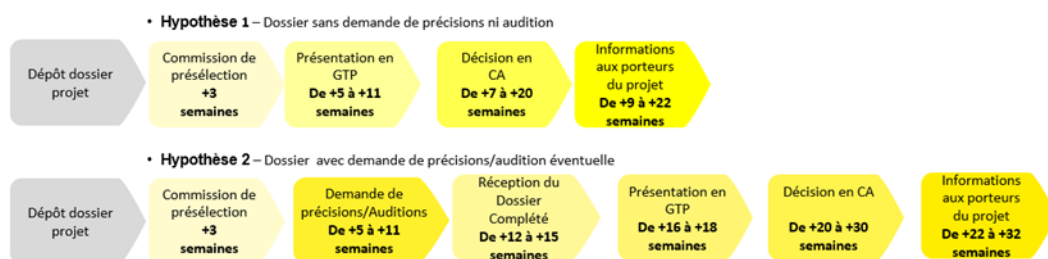 • Hypothèse 1 – Dossier sans demande de précisions ni audition
Dépôt dossier
projet
Commission de
présélection
+3
semaines
Présentation en
GTP
De +5 à +11
semaines
Décision en
CA
De +7 à +20
semaines
Informations
aux porteurs
du projet
De +9 à +22
semaines
• Hypothèse 2 – Dossier avec demande de précisions/audition éventuelle
Dépôt dossier
projet
Commission de
présélection
+3
semaines
Demande de
précisions/Auditions
De +5 à +11
semaines
Réception du
Dossier
Complété
De +12 à +15
semaines
Présentation en
GTP
De +16 à +18
semaines
Décision en CA
De +20 à +30
semaines
Informations
aux porteurs
du projet
De +22 à +32
semaines